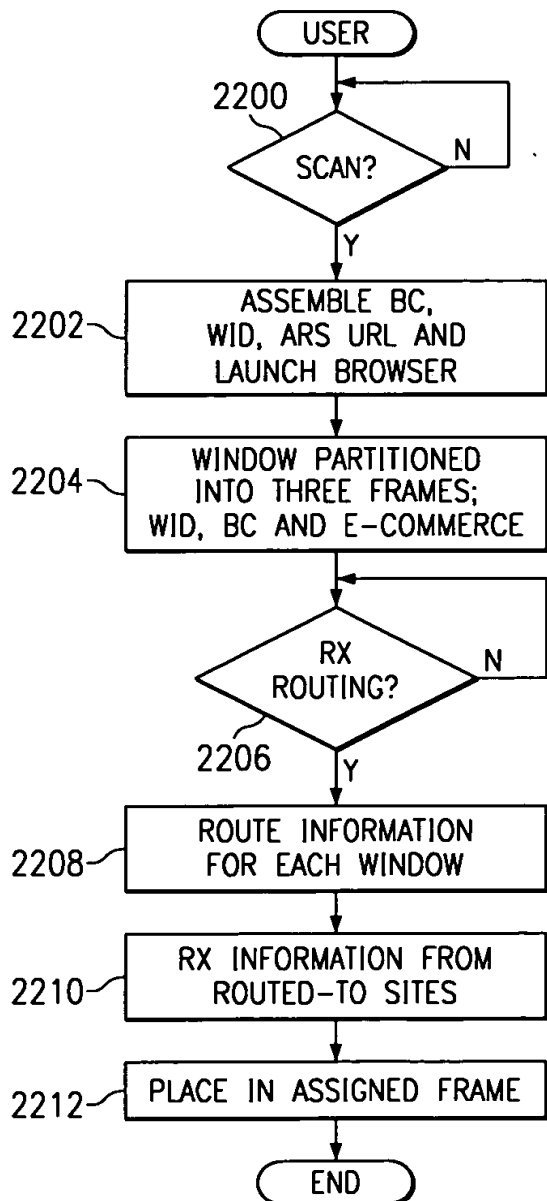 USER
2200
SCAN?
N
Y
2202
ASSEMBLE BC,
WID, ARS URL AND
LAUNCH BROWSER
2204
WINDOW PARTITIONED
INTO THREE FRAMES;
WID, BC AND E-COMMERCE
RX
ROUTING?
N
2206
Y
2208
ROUTE INFORMATION
FOR EACH WINDOW
2210
RX INFORMATION FROM
ROUTED-TO SITES
2212
PLACE IN ASSIGNED FRAME
END